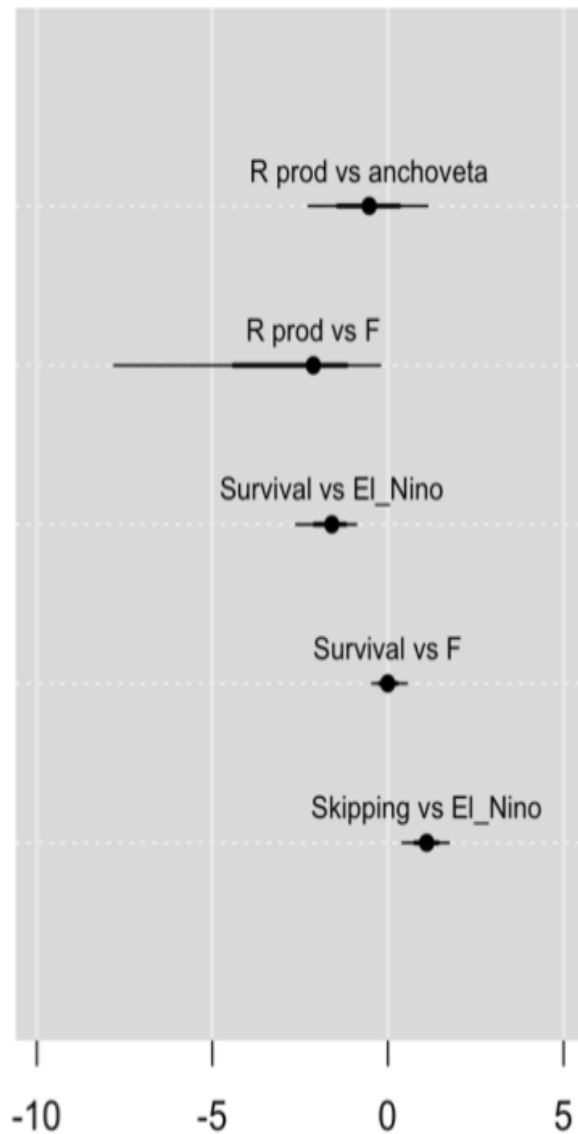 R prod vs anchoveta
R prod vs F
Survival vs El_Nino
Survival vs F
Skipping vs El_Nino
-10 -5 0 5